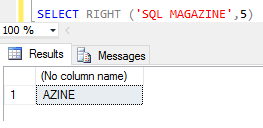 SELECT RIGHT ('SQL MAGAZINE',5)
100 %
Results Messages
(No column name)
1 AZINE